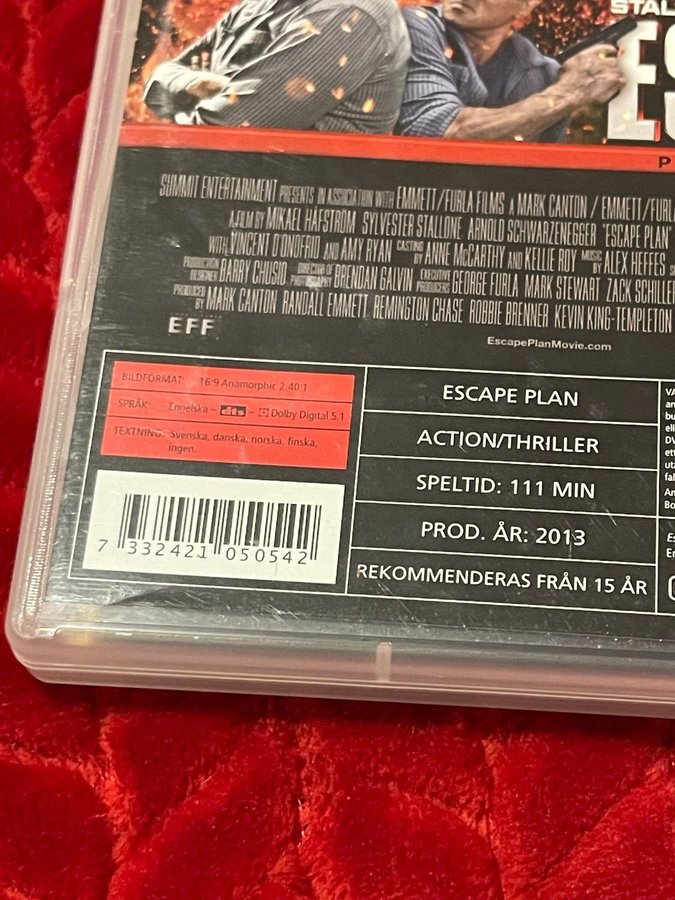 STAL
ES
P
SUMMIT ENTERTAINMENT PRESENTS IN ASSOCIATION WITH EMMETT/FURLA FILMS A MARK CANTON / EMMETT/FURL
A FILM BY MIKAEL HÅFSTRÖM SYLVESTER STALLONE ARNOLD SCHWARZENEGGER "ESCAPE PLAN"
WITH VINCENT D'ONOFRIO AND AMY RYAN CASTING BY ANNE McCARTHY AND KELLIE ROY MUSIC BY ALEX HEFFES
PRODUCTION DESIGNER BARRY CHUSID DIRECTOR OF PHOTOGRAPHY BRENDAN GALVIN EXECUTIVE PRODUCERS GEORGE FURLA MARK STEWART ZACK SCHILLER
PRODUCED BY MARK CANTON RANDALL EMMETT REMINGTON CHASE ROBBIE BRENNER KEVIN KING-TEMPLETON
EFF
EscapePlanMovie.com
BILDFORMAT: 16:9 Anamorphic 2.40:1
SPRÅK: Engelska – dts – Dolby Digital 5.1
TEXTNING: Svenska, danska, norska, finska,
ingen.
7 332421 050542
ESCAPE PLAN
ACTION/THRILLER
SPELTID: 111 MIN
PROD. ÅR: 2013
REKOMMENDERAS FRÅN 15 ÅR